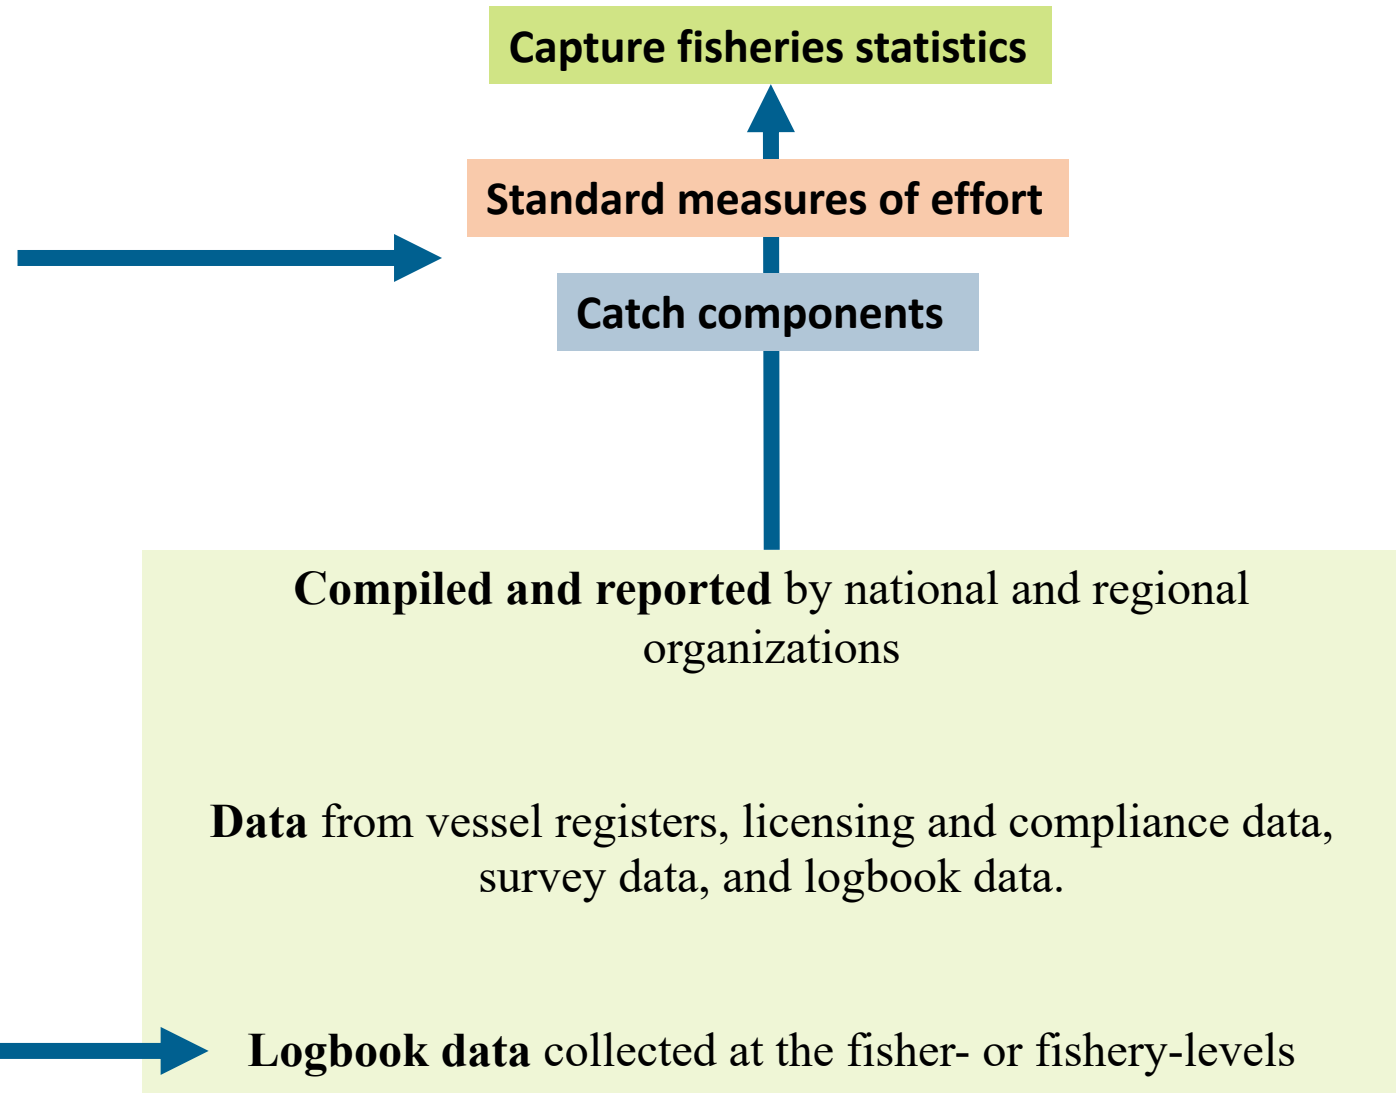 Capture fisheries statistics
Standard measures of effort
Catch components
Compiled and reported by national and regional
organizations
Data from vessel registers, licensing and compliance data,
survey data, and logbook data.
Logbook data collected at the fisher- or fishery-levels